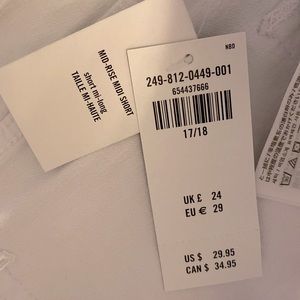 MID-RISE MIDI SHORT
short mi-long
TAILLE MI-HAUTE
NBD
249-812-0449-001
654437666
17/18
UK £ 24
EU € 29
US $ 29.95
CAN $ 34.95